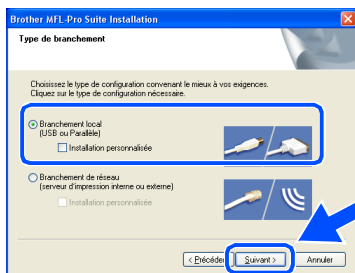 Brother MFL-Pro Suite Installation
Type de branchement
Choisissez le type de configuration convenant le mieux à vos exigences.
Cliquez sur le type de configuration nécessaire.
Branchement local
(USB ou Parallèle)
Installation personnalisée
Branchement de réseau
(serveur d'impression interne ou externe)
Installation personnalisée
< Précédent Suivant > Annuler